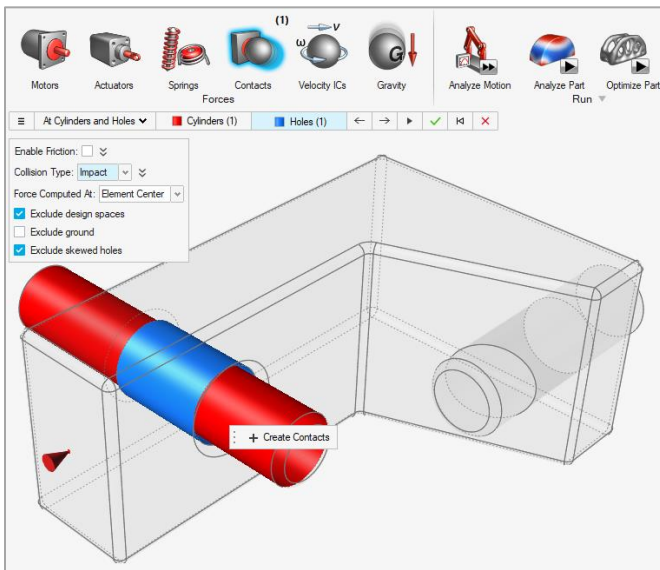 (1)
ω v G
Motors Actuators Springs Contacts Velocity ICs Gravity Analyze Motion Analyze Part Optimize Part
Forces Run
At Cylinders and Holes Cylinders (1) Holes (1)
Enable Friction:
Collision Type: Impact
Force Computed At: Element Center
Exclude design spaces
Exclude ground
Exclude skewed holes
+ Create Contacts